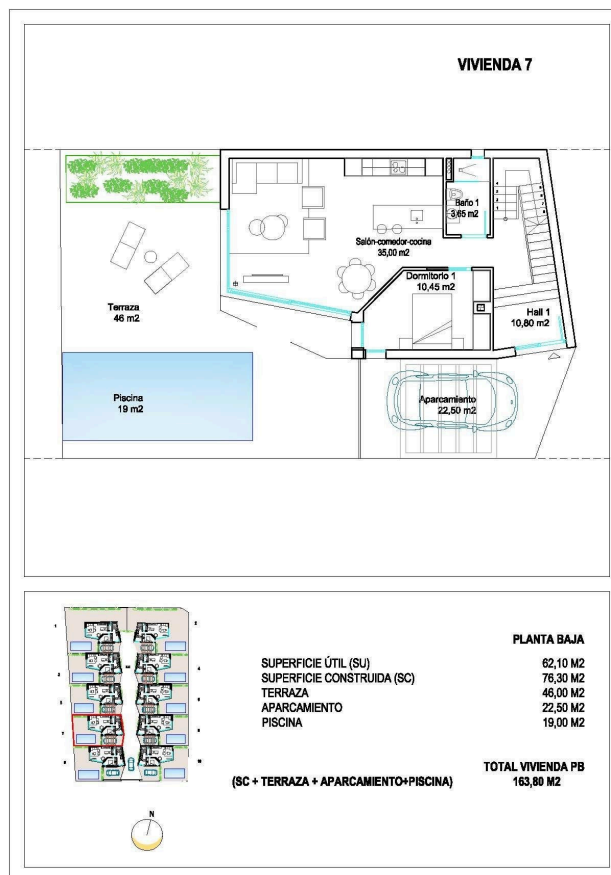 VIVIENDA 7
Baño 1
3,65 m2
Salón-comedor-cocina
35,00 m2
Dormitorio 1
10,45 m2
Terraza
46 m2
Hall 1
10,80 m2
Piscina
19 m2
Aparcamiento
22,50 m2
PLANTA BAJA
SUPERFICIE ÚTIL (SU) 62,10 M2
SUPERFICIE CONSTRUIDA (SC) 76,30 M2
TERRAZA 46,00 M2
APARCAMIENTO 22,50 M2
PISCINA 19,00 M2
TOTAL VIVIENDA PB
(SC + TERRAZA + APARCAMIENTO+PISCINA) 163,80 M2
N